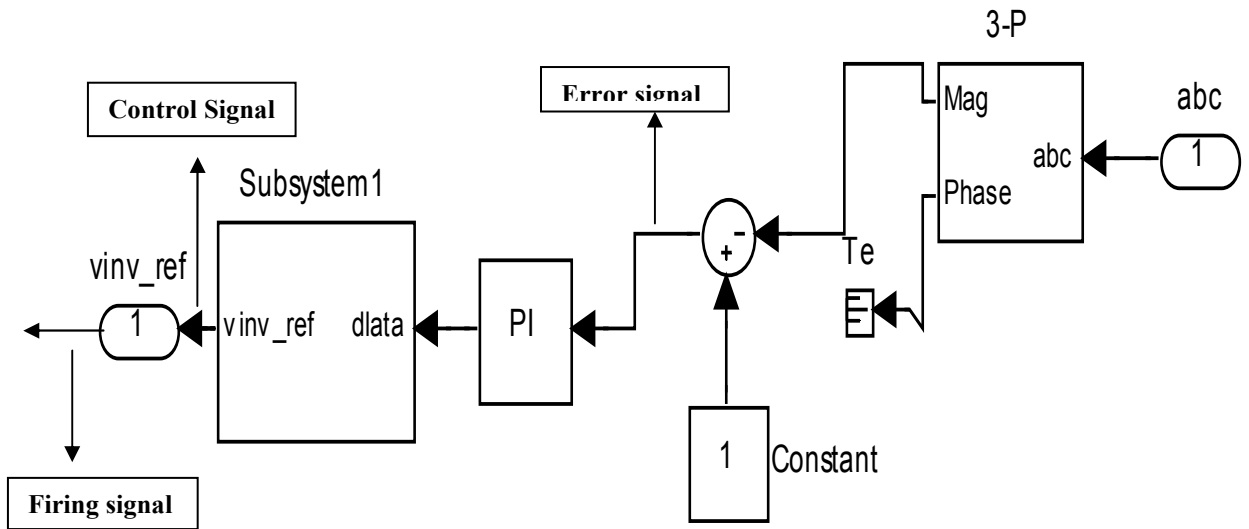 3-P
Control Signal
Error signal
Mag
abc
abc
1
Subsystem1
Phase
-
+
Te
vinv_ref
1
vinv_ref
dlata
PI
1
Constant
Firing signal